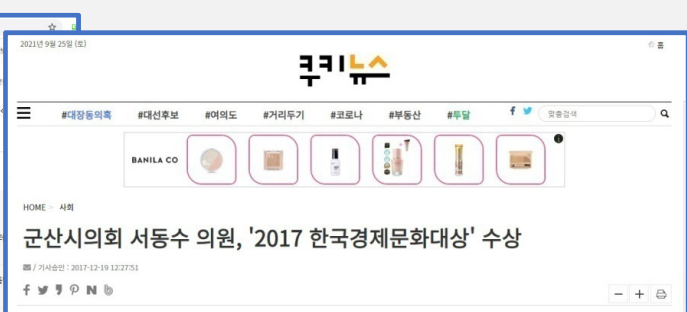 2021년 9월 25일 (토)
홈
쿠키뉴스
#대장동의혹 #대선후보 #여의도 #거리두기 #코로나 #부동산 #투달 맞춤검색
BANILA CO
HOME > 사회
군산시의회 서동수 의원, '2017 한국경제문화대상' 수상
/ 기사승인 : 2017-12-19 12:27:51